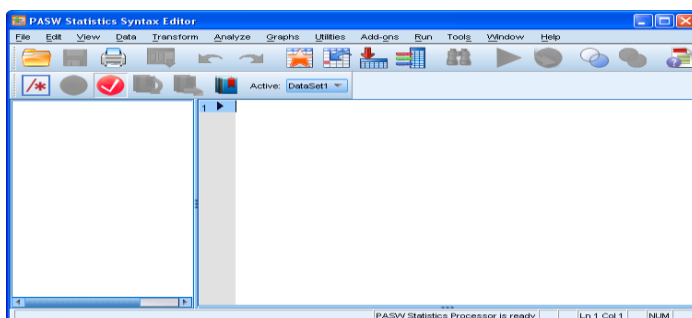 PASW Statistics Syntax Editor
File Edit View Data Transform Analyze Graphs Utilities Add-ons Run Tools Window Help
/* Active: DataSet1
1
PASW Statistics Processor is ready Ln 1 Col 1 NUM